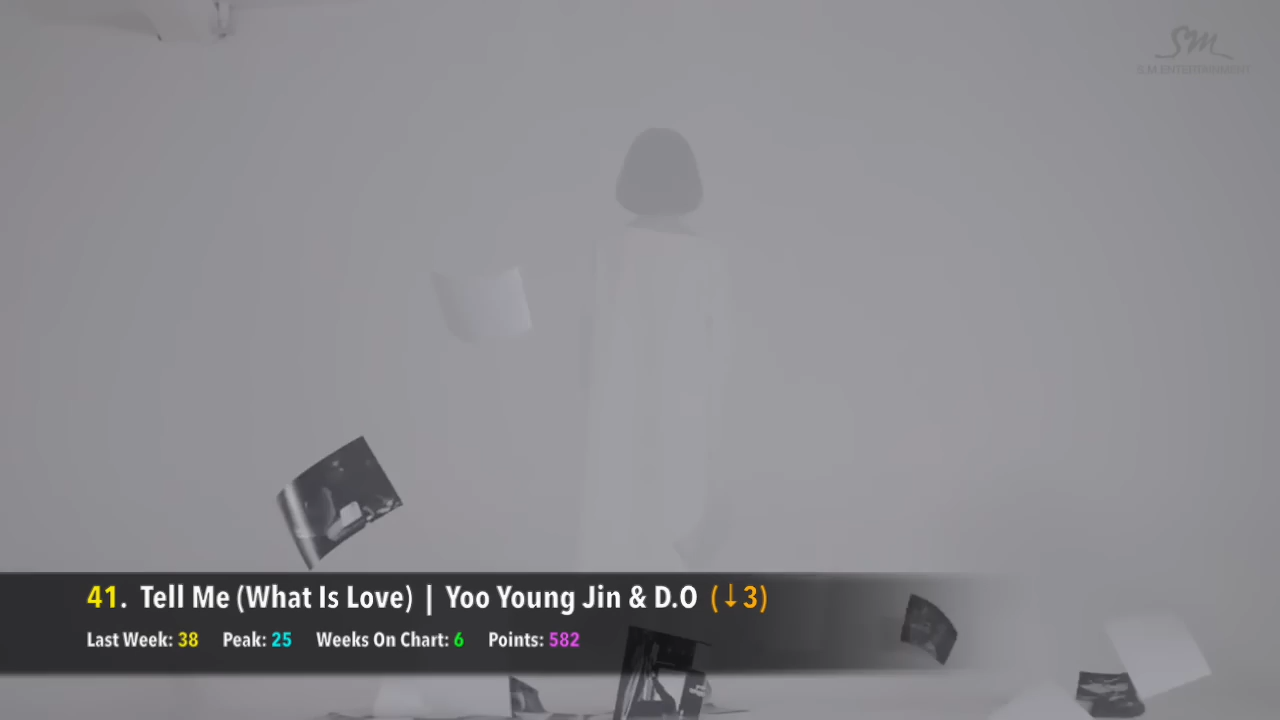 SM
S.M.ENTERTAINMENT
41. Tell Me (What Is Love) | Yoo Young Jin & D.O (↓3)
Last Week: 38 Peak: 25 Weeks On Chart: 6 Points: 582